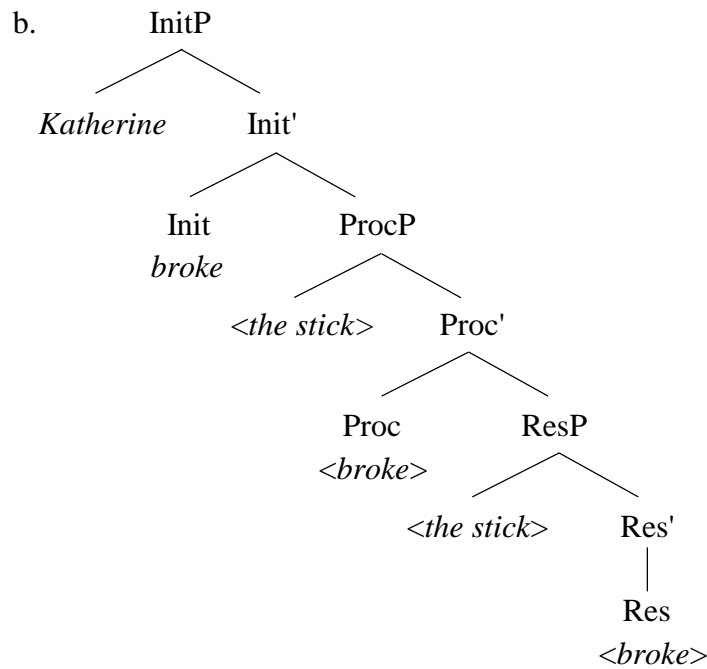 b. InitP
Katherine Init'
Init ProcP
broke
<the stick> Proc'
Proc ResP
<broke>
<the stick> Res'
Res
<broke>